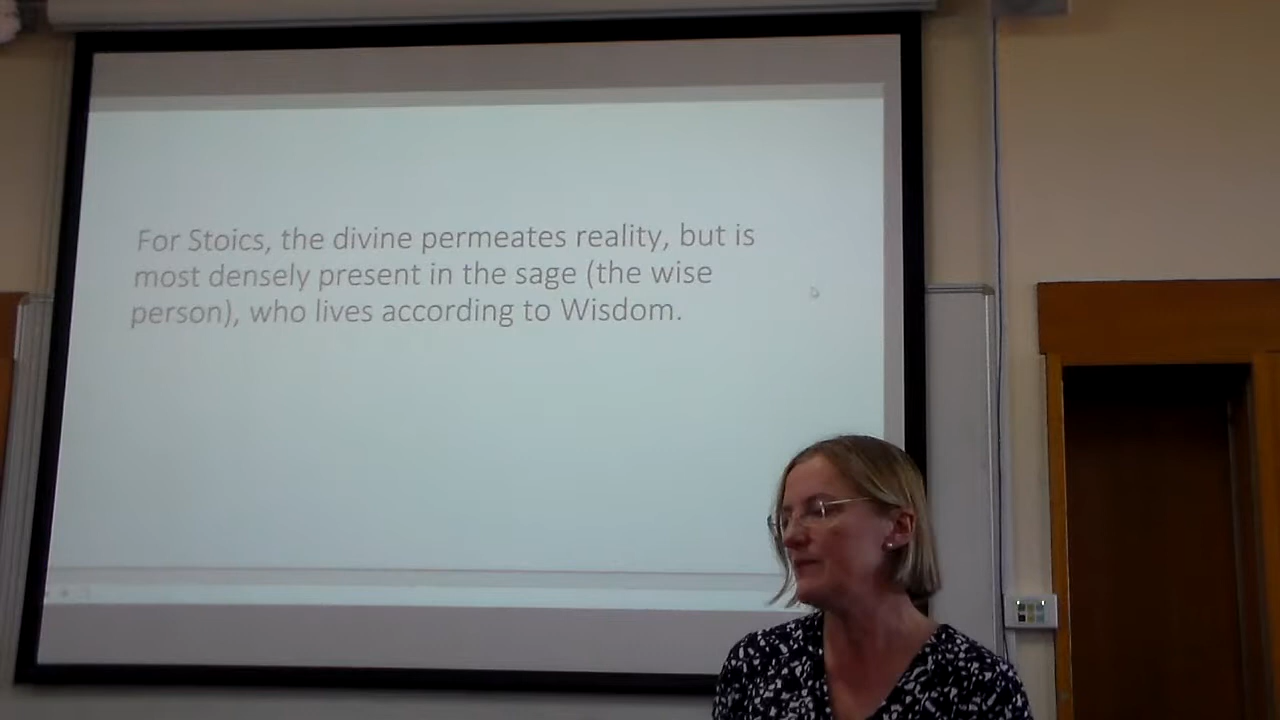 For Stoics, the divine permeates reality, but is
most densely present in the sage (the wise
person), who lives according to Wisdom.